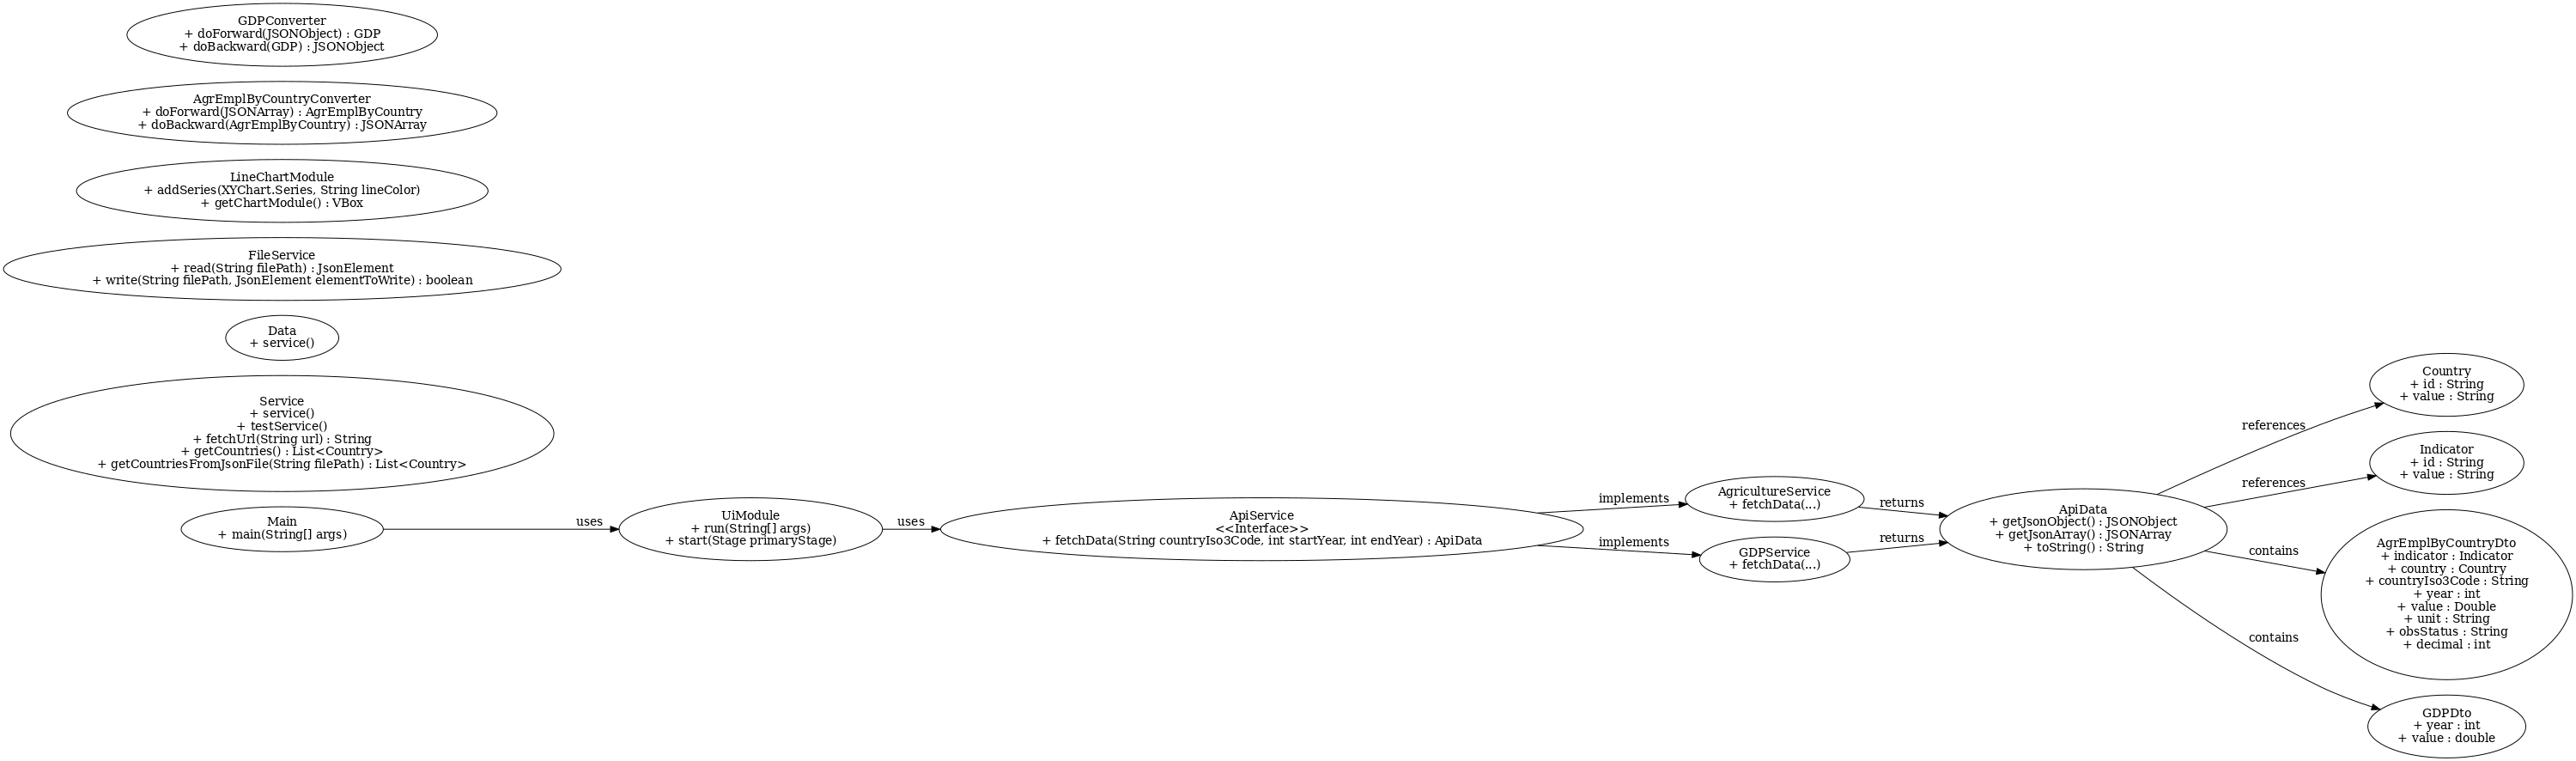 GDPConverter
+ doForward(JSONObject) : GDP
+ doBackward(GDP) : JSONObject
AgrEmplByCountryConverter
+ doForward(JSONArray) : AgrEmplByCountry
+ doBackward(AgrEmplByCountry) : JSONArray
LineChartModule
+ addSeries(XYChart.Series, String lineColor)
+ getChartModule() : VBox
FileService
+ read(String filePath) : JsonElement
+ write(String filePath, JsonElement elementToWrite) : boolean
Data
+ service()
Service
+ service()
+ testService()
+ fetchUrl(String url) : String
+ getCountries() : List<Country>
+ getCountriesFromJsonFile(String filePath) : List<Country>
Main
+ main(String[] args)
uses
UiModule
+ run(String[] args)
+ start(Stage primaryStage)
uses
ApiService
<<Interface>>
+ fetchData(String countryIso3Code, int startYear, int endYear) : ApiData
implements
implements
AgricultureService
+ fetchData(...)
GDPService
+ fetchData(...)
returns
returns
ApiData
+ getJsonObject() : JSONObject
+ getJsonArray() : JSONArray
+ toString() : String
references
references
contains
contains
Country
+ id : String
+ value : String
Indicator
+ id : String
+ value : String
AgrEmplByCountryDto
+ indicator : Indicator
+ country : Country
+ countryIso3Code : String
+ year : int
+ value : Double
+ unit : String
+ obsStatus : String
+ decimal : int
GDPDto
+ year : int
+ value : double